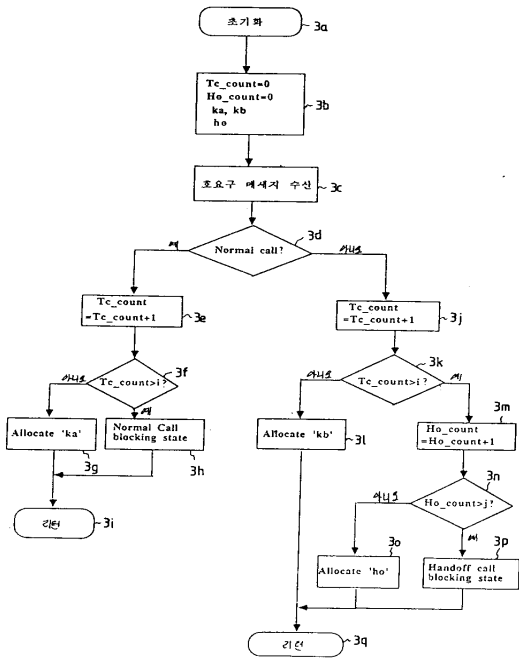 초기화
3a
Tc_count=0
Ho_count=0
ka, kb
ho
3b
호요구 메세지 수신
3c
Normal call?
3d
예
아니오
Tc_count
=Tc_count+1
3e
Tc_count
=Tc_count+1
3j
Tc_count>i?
3f
아니오
예
Tc_count>i?
3k
아니오
예
Allocate 'ka'
3g
Normal Call
blocking state
3h
Allocate 'kb'
3l
Ho_count
=Ho_count+1
3m
리턴
3i
Ho_count>j?
3n
아니오
예
Allocate 'ho'
3o
Handoff call
blocking state
3p
리턴
3q